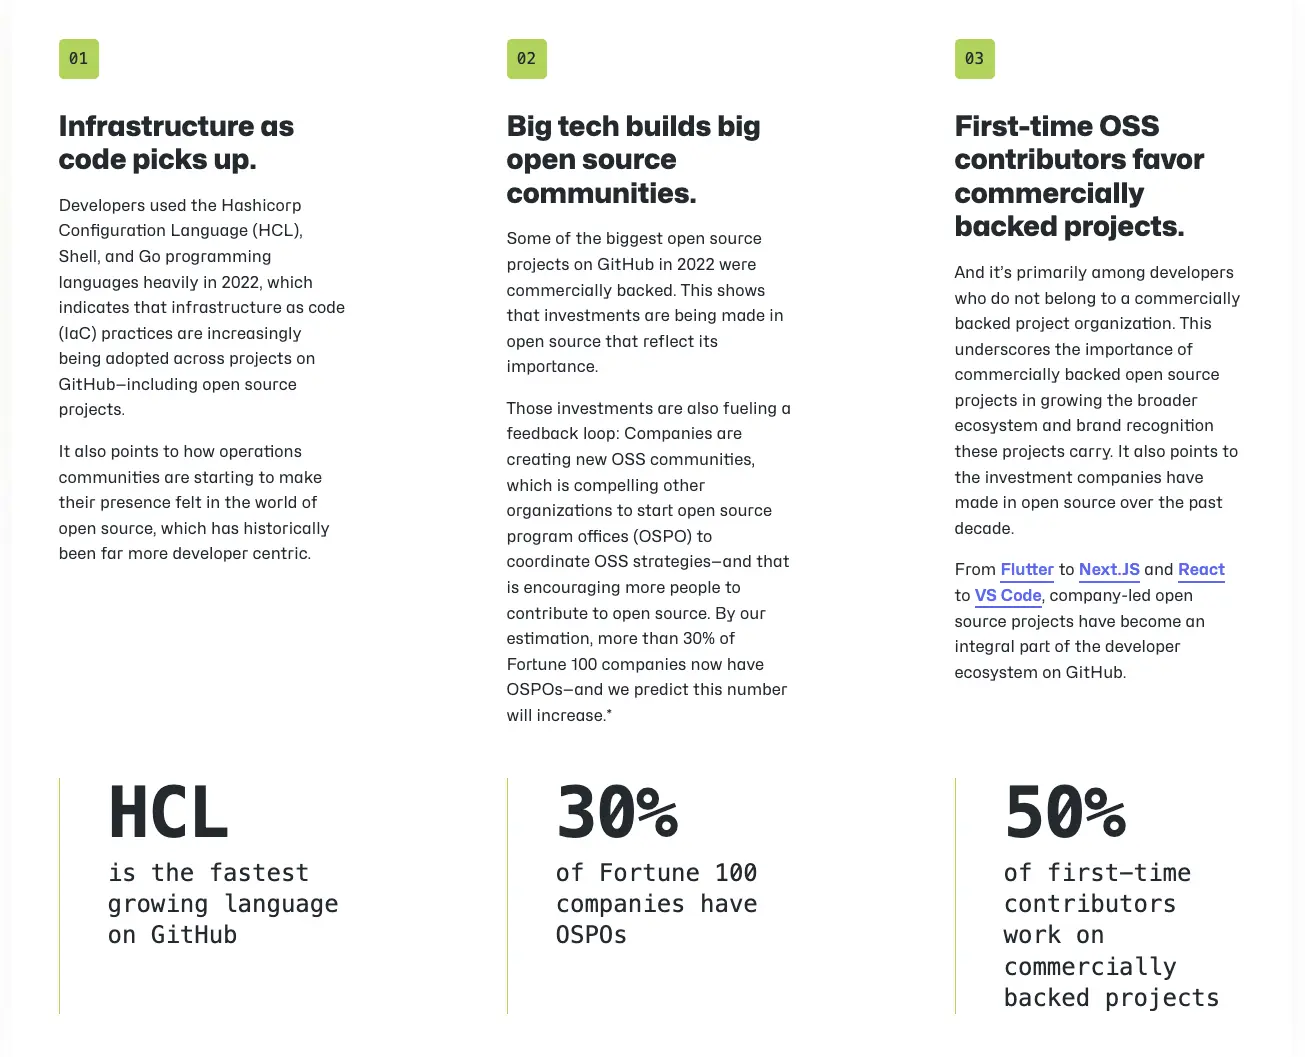 01
Infrastructure as
code picks up.
Developers used the Hashicorp
Configuration Language (HCL),
Shell, and Go programming
languages heavily in 2022, which
indicates that infrastructure as code
(IaC) practices are increasingly
being adopted across projects on
GitHub—including open source
projects.
It also points to how operations
communities are starting to make
their presence felt in the world of
open source, which has historically
been far more developer centric.
HCL
is the fastest
growing language
on GitHub
02
Big tech builds big
open source
communities.
Some of the biggest open source
projects on GitHub in 2022 were
commercially backed. This shows
that investments are being made in
open source that reflect its
importance.
Those investments are also fueling a
feedback loop: Companies are
creating new OSS communities,
which is compelling other
organizations to start open source
program offices (OSPO) to
coordinate OSS strategies—and that
is encouraging more people to
contribute to open source. By our
estimation, more than 30% of
Fortune 100 companies now have
OSPOs—and we predict this number
will increase.*
30%
of Fortune 100
companies have
OSPOs
03
First-time OSS
contributors favor
commercially
backed projects.
And it’s primarily among developers
who do not belong to a commercially
backed project organization. This
underscores the importance of
commercially backed open source
projects in growing the broader
ecosystem and brand recognition
these projects carry. It also points to
the investment companies have
made in open source over the past
decade.
From Flutter to Next.JS and React
to VS Code, company-led open
source projects have become an
integral part of the developer
ecosystem on GitHub.
50%
of first-time
contributors
work on
commercially
backed projects